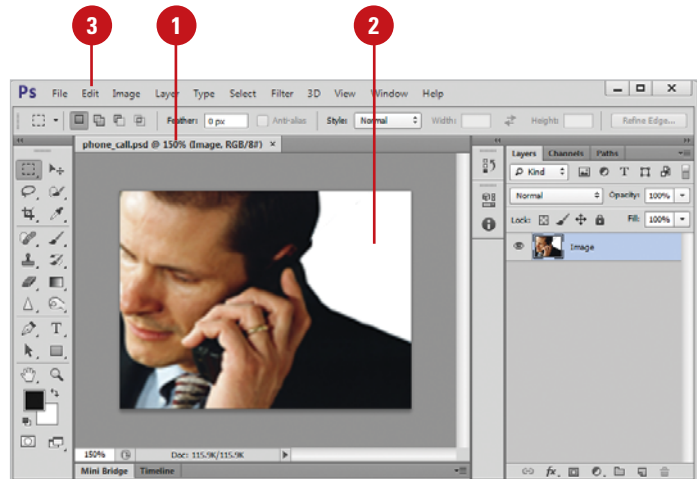 3 1 2
Ps File Edit Image Layer Type Select Filter 3D View Window Help
Feather: 0 px Anti-alias Style: Normal Width: Height: Refine Edge...
phone_call.psd @ 150% (Image, RGB/8#) ×
Layers Channels Paths
Kind
Normal Opacity: 100%
Lock: Fill: 100%
Image
150% Doc: 115.9K/115.9K
Mini Bridge Timeline